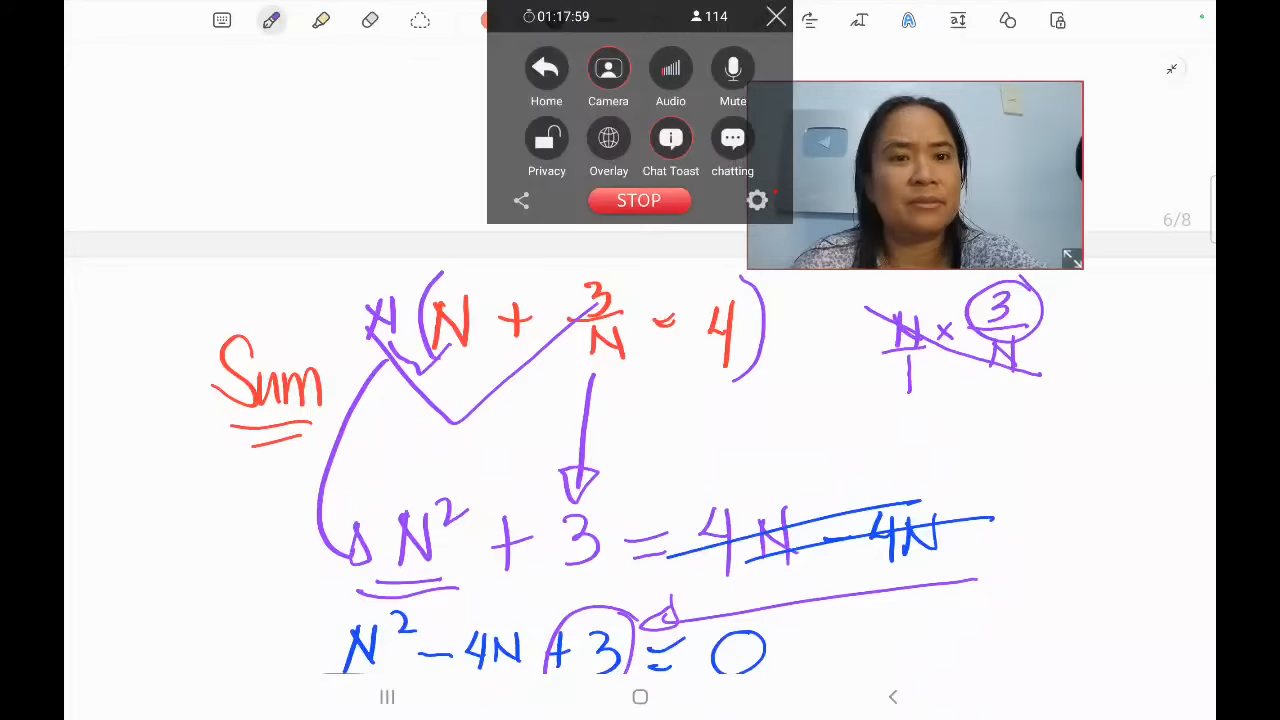 01:17:59 114
Home Camera Audio Mute
Privacy Overlay Chat Toast chatting
STOP
6/8
N(N + 3/N = 4)
N/1 × 3/N
Sum
N² + 3 = 4N - 4N
N² - 4N + 3 = 0